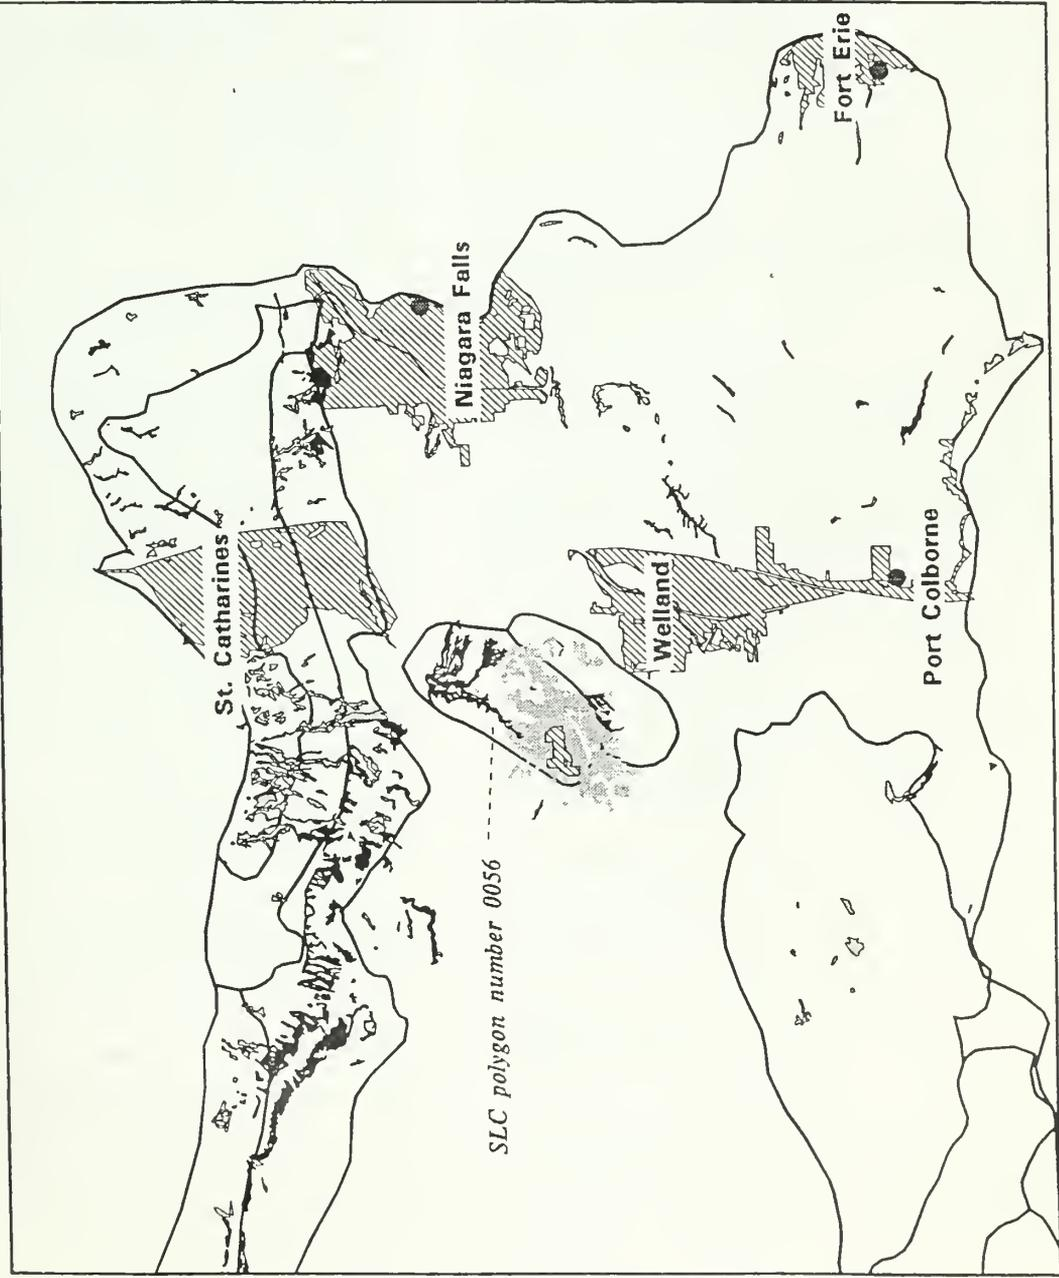 St. Catharines
Niagara Falls
Fort Erie
Welland
Port Colborne
SLC polygon number 0056